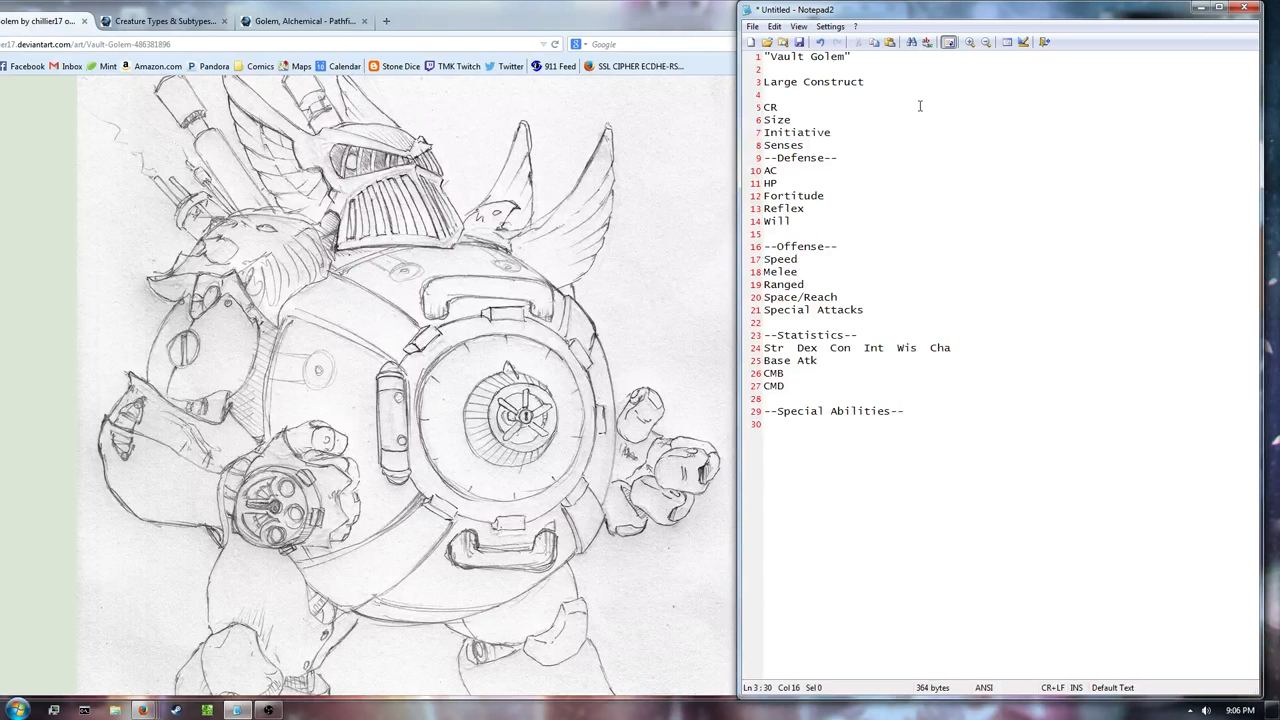 olem by chillier17 o...
Creature Types & Subtypes...
Golem, Alchemical - Pathfi...
* Untitled - Notepad2
File Edit View Settings ?
ier17.deviantart.com/art/Vault-Golem-486381896
Google
Facebook Inbox Mint Amazon.com Pandora Comics Maps Calendar Stone Dice TMK Twitch Twitter 911 Feed SSL CIPHER ECDHE-RS...
1 "Vault Golem"
2
3 Large Construct
4
5 CR
6 Size
7 Initiative
8 Senses
9 --Defense--
10 AC
11 HP
12 Fortitude
13 Reflex
14 Will
15
16 --Offense--
17 Speed
18 Melee
19 Ranged
20 Space/Reach
21 Special Attacks
22
23 --Statistics--
24 Str Dex Con Int Wis Cha
25 Base Atk
26 CMB
27 CMD
28
29 --Special Abilities--
30
Ln 3 : 30 Col 16 Sel 0 364 bytes ANSI CR+LF INS Default Text
9:06 PM